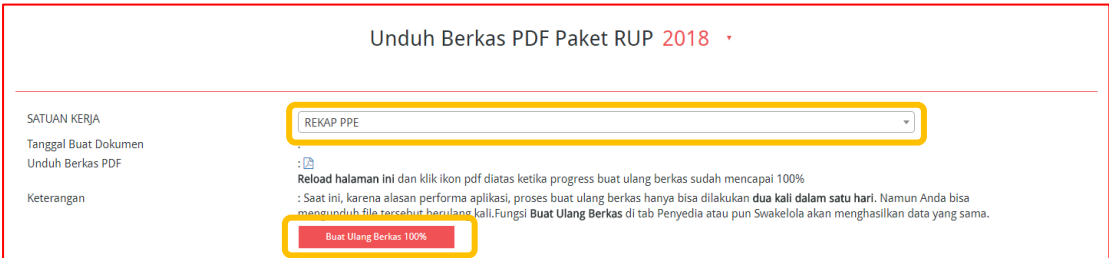 Unduh Berkas PDF Paket RUP 2018
SATUAN KERJA
REKAP PPE
Tanggal Buat Dokumen :
Unduh Berkas PDF :
Reload halaman ini dan klik ikon pdf diatas ketika progress buat ulang berkas sudah mencapai 100%
Keterangan : Saat ini, karena alasan performa aplikasi, proses buat ulang berkas hanya bisa dilakukan dua kali dalam satu hari. Namun Anda bisa
mengunduh file tersebut berulang kali.Fungsi Buat Ulang Berkas di tab Penyedia atau pun Swakelola akan menghasilkan data yang sama.
Buat Ulang Berkas 100%